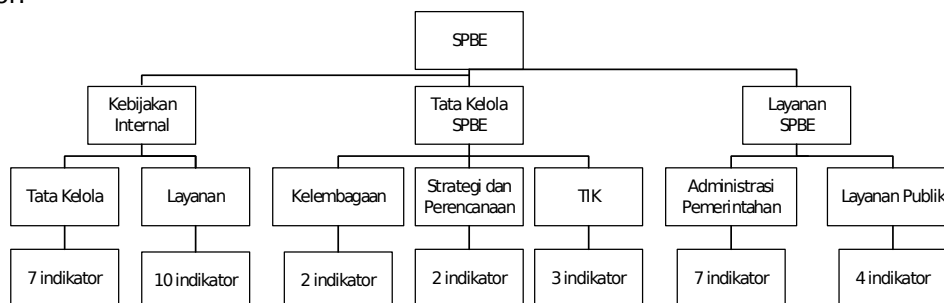 SPBE
Kebijakan
Internal
Tata Kelola
SPBE
Layanan
SPBE
Tata Kelola
Layanan
Kelembagaan
Strategi dan
Perencanaan
TIK
Administrasi
Pemerintahan
Layanan Publik
7 indikator
10 indikator
2 indikator
2 indikator
3 indikator
7 indikator
4 indikator